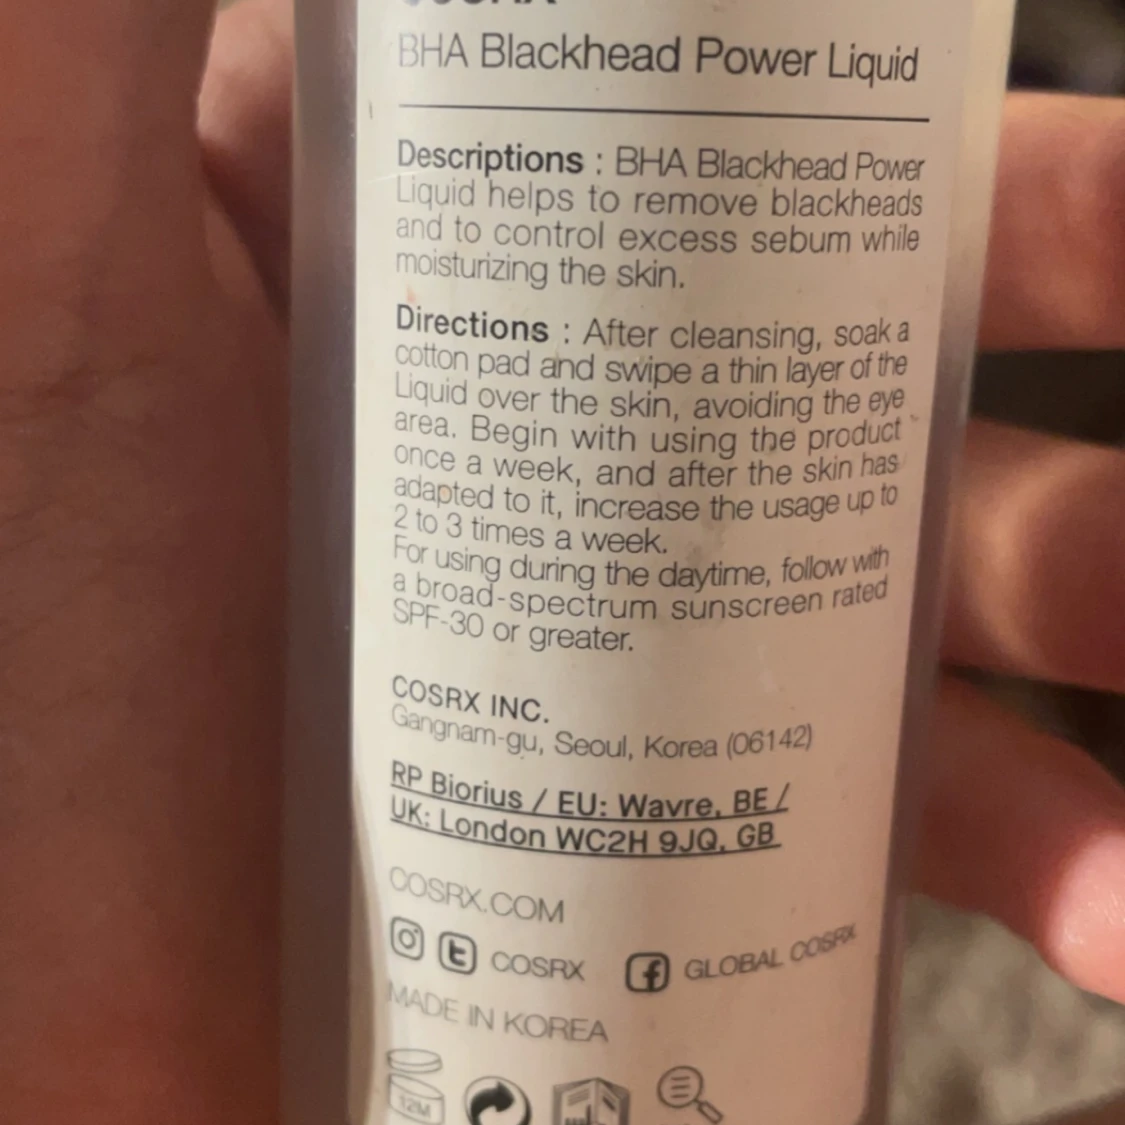 COSRX
BHA Blackhead Power Liquid
Descriptions : BHA Blackhead Power
Liquid helps to remove blackheads
and to control excess sebum while
moisturizing the skin.
Directions : After cleansing, soak a
cotton pad and swipe a thin layer of the
Liquid over the skin, avoiding the eye
area. Begin with using the product
once a week, and after the skin has
adapted to it, increase the usage up to
2 to 3 times a week.
For using during the daytime, follow with
a broad-spectrum sunscreen rated
SPF-30 or greater.
COSRX INC.
Gangnam-gu, Seoul, Korea (06142)
RP Biorius / EU: Wavre, BE /
UK: London WC2H 9JQ, GB
COSRX.COM
COSRX GLOBAL COSRX
MADE IN KOREA
12M